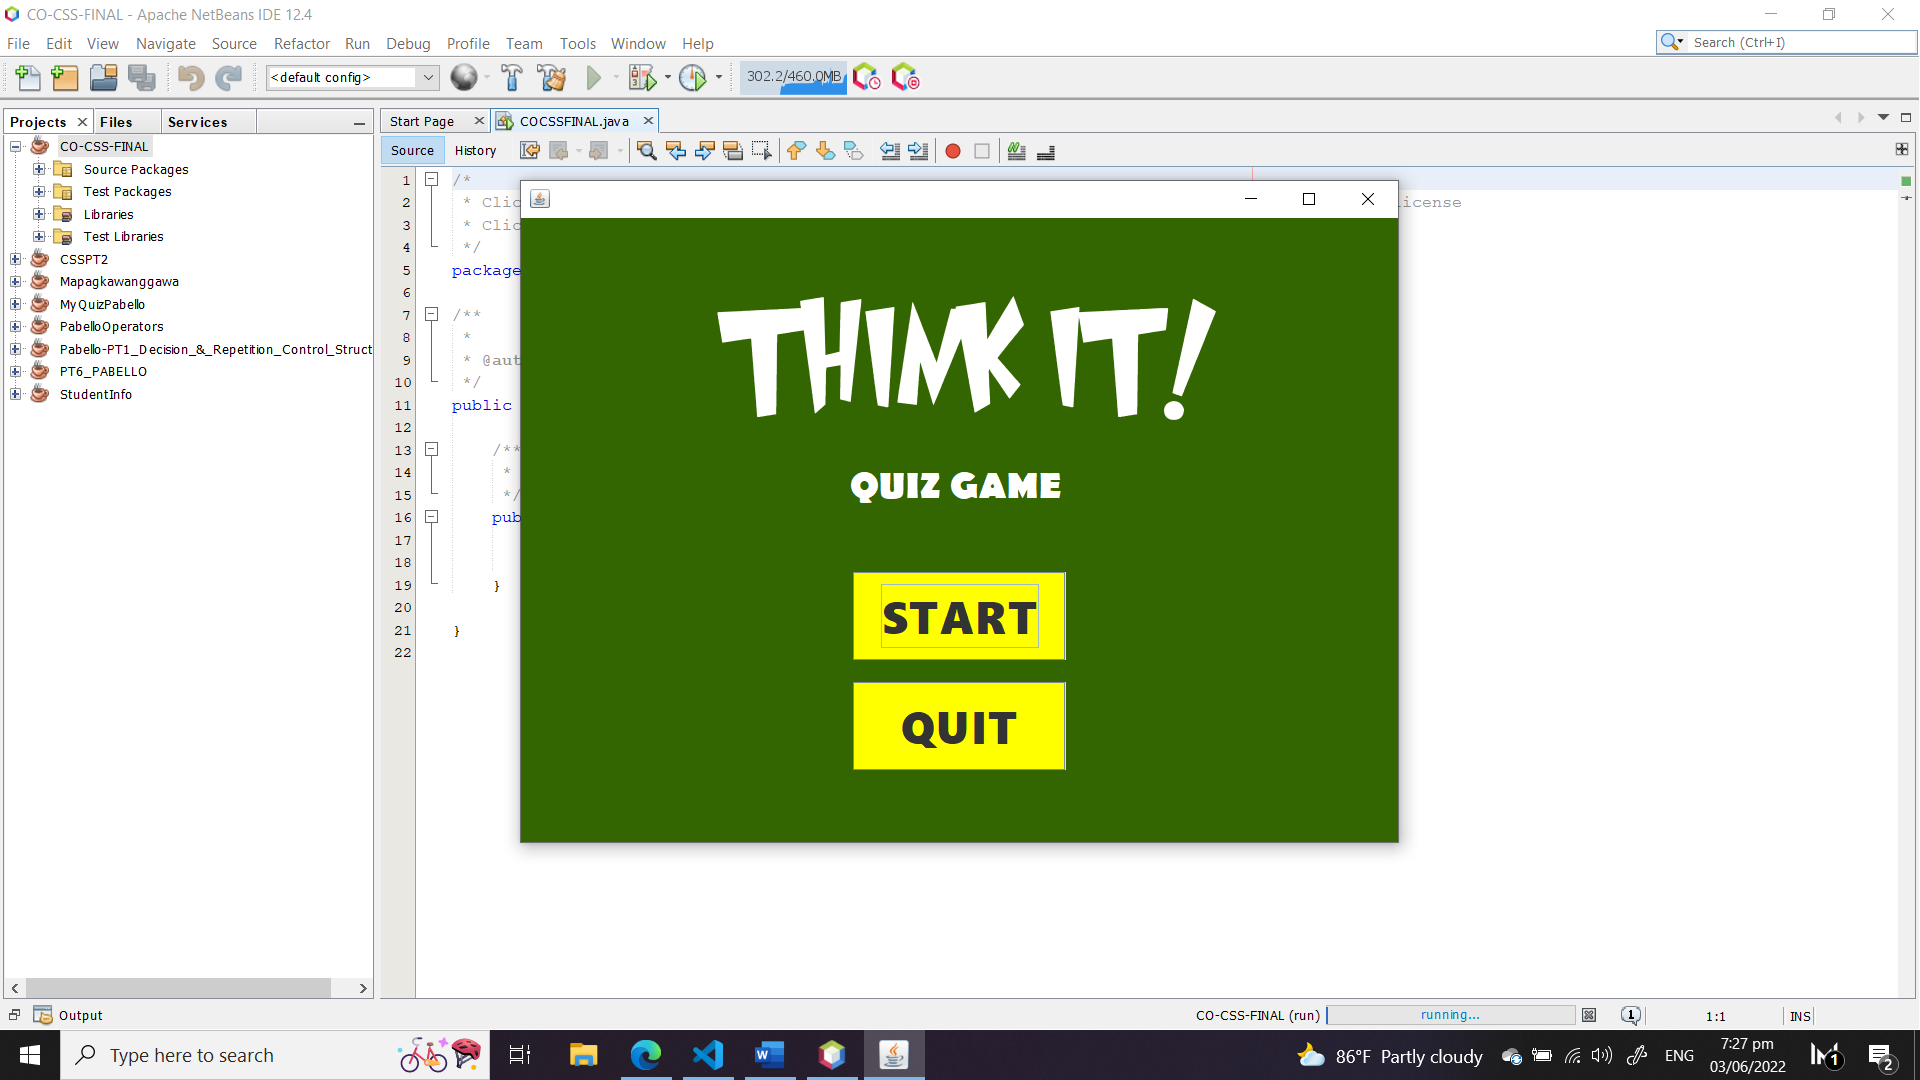 CO-CSS-FINAL - Apache NetBeans IDE 12.4
File Edit View Navigate Source Refactor Run Debug Profile Team Tools Window Help
Search (Ctrl+I)
<default config>
302.2/460.0MB
Projects Files Services
Start Page COCSSFINAL.java
CO-CSS-FINAL
Source Packages
Test Packages
Libraries
Test Libraries
CSSPT2
Mapagkawanggawa
MyQuizPabello
PabelloOperators
Pabello-PT1_Decision_&_Repetition_Control_Struct
PT6_PABELLO
StudentInfo
Source History
1 /*
2 * Clic icense
3 * Clic
4 */
5 package
6
7 /**
8 *
9 * @aut
10 */
11 public
12
13 /**
14 *
15 */
16 pub
17
18
19 }
20
21 }
22
THINK IT!
QUIZ GAME
START
QUIT
Output
CO-CSS-FINAL (run) running... 1 1:1 INS
Type here to search
86°F Partly cloudy ENG 7:27 pm
03/06/2022
1
2